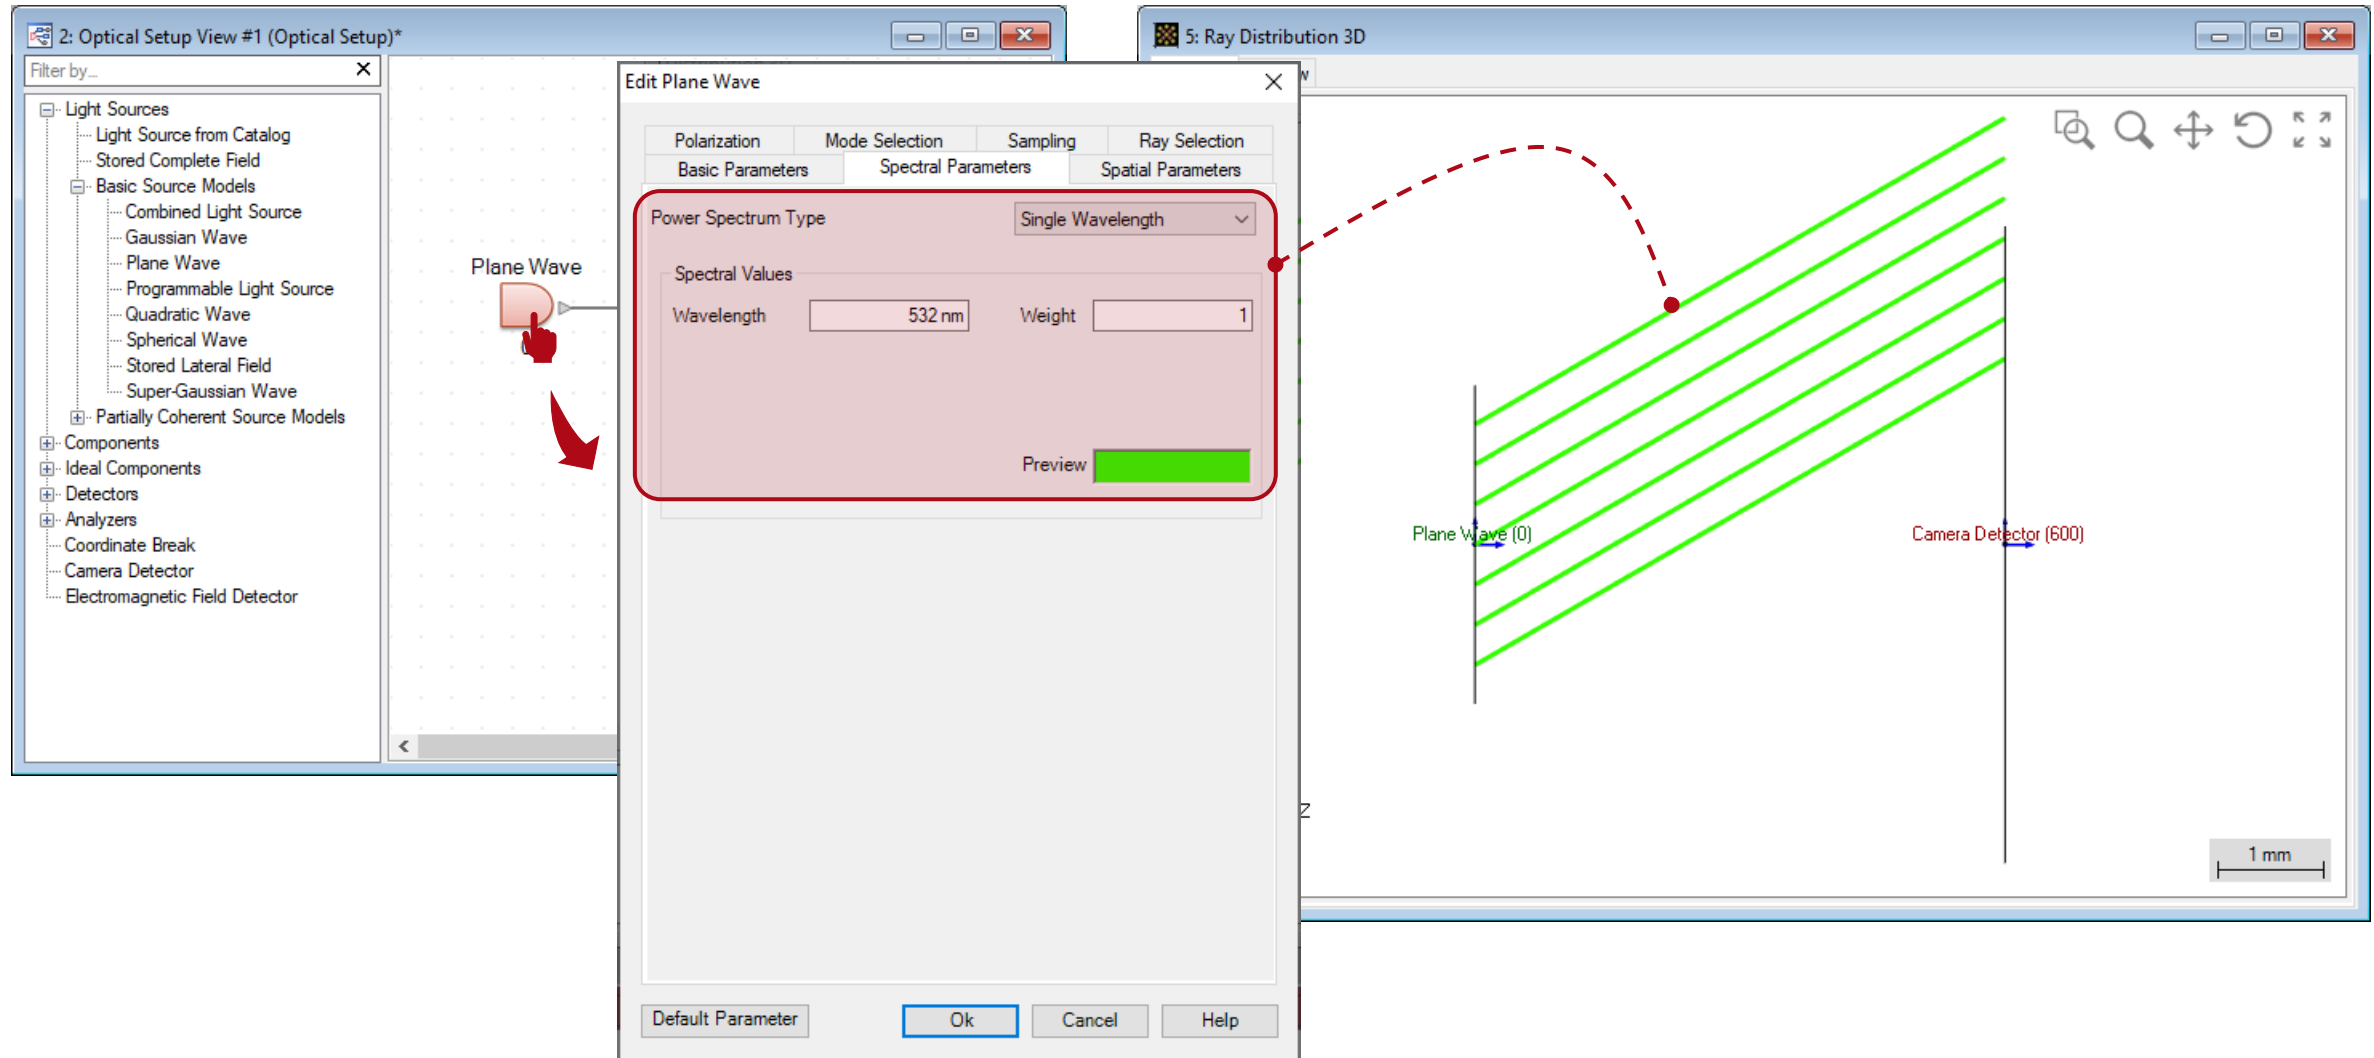 2: Optical Setup View #1 (Optical Setup)*
Filter by...
Light Sources
Light Source from Catalog
Stored Complete Field
Basic Source Models
Combined Light Source
Gaussian Wave
Plane Wave
Programmable Light Source
Quadratic Wave
Spherical Wave
Stored Lateral Field
Super-Gaussian Wave
Partially Coherent Source Models
Components
Ideal Components
Detectors
Analyzers
Coordinate Break
Camera Detector
Electromagnetic Field Detector
Plane Wave
Edit Plane Wave
Polarization Mode Selection Sampling Ray Selection
Basic Parameters Spectral Parameters Spatial Parameters
Power Spectrum Type Single Wavelength
Spectral Values
Wavelength 532 nm Weight 1
Preview
Default Parameter Ok Cancel Help
5: Ray Distribution 3D
w
Plane Wave (0)
Camera Detector (600)
Z
1 mm